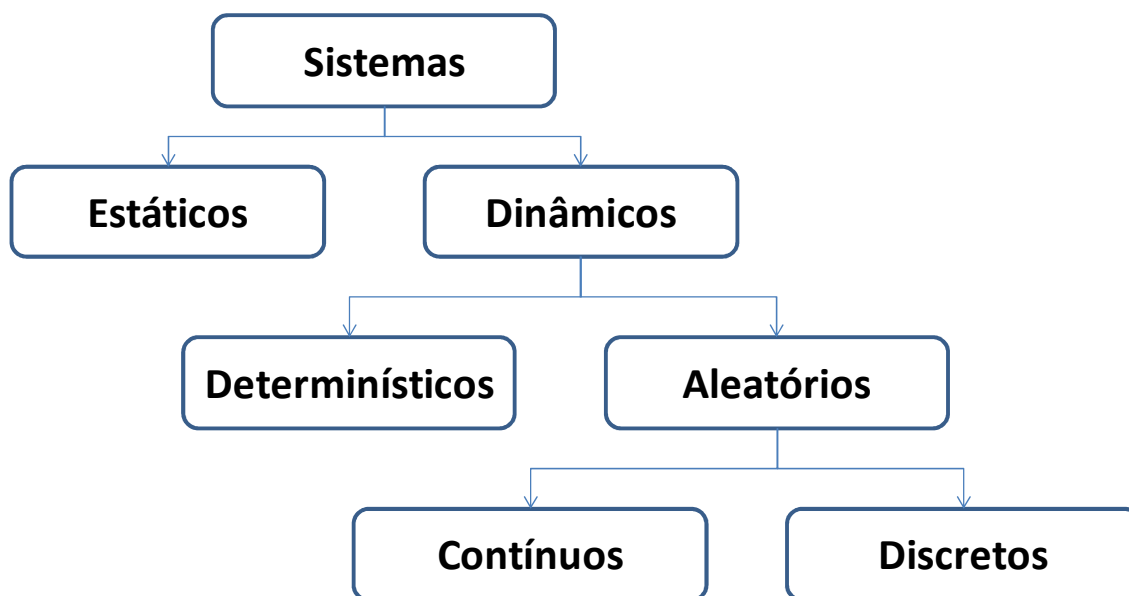 Sistemas
Estáticos
Dinâmicos
Determinísticos
Aleatórios
Contínuos
Discretos